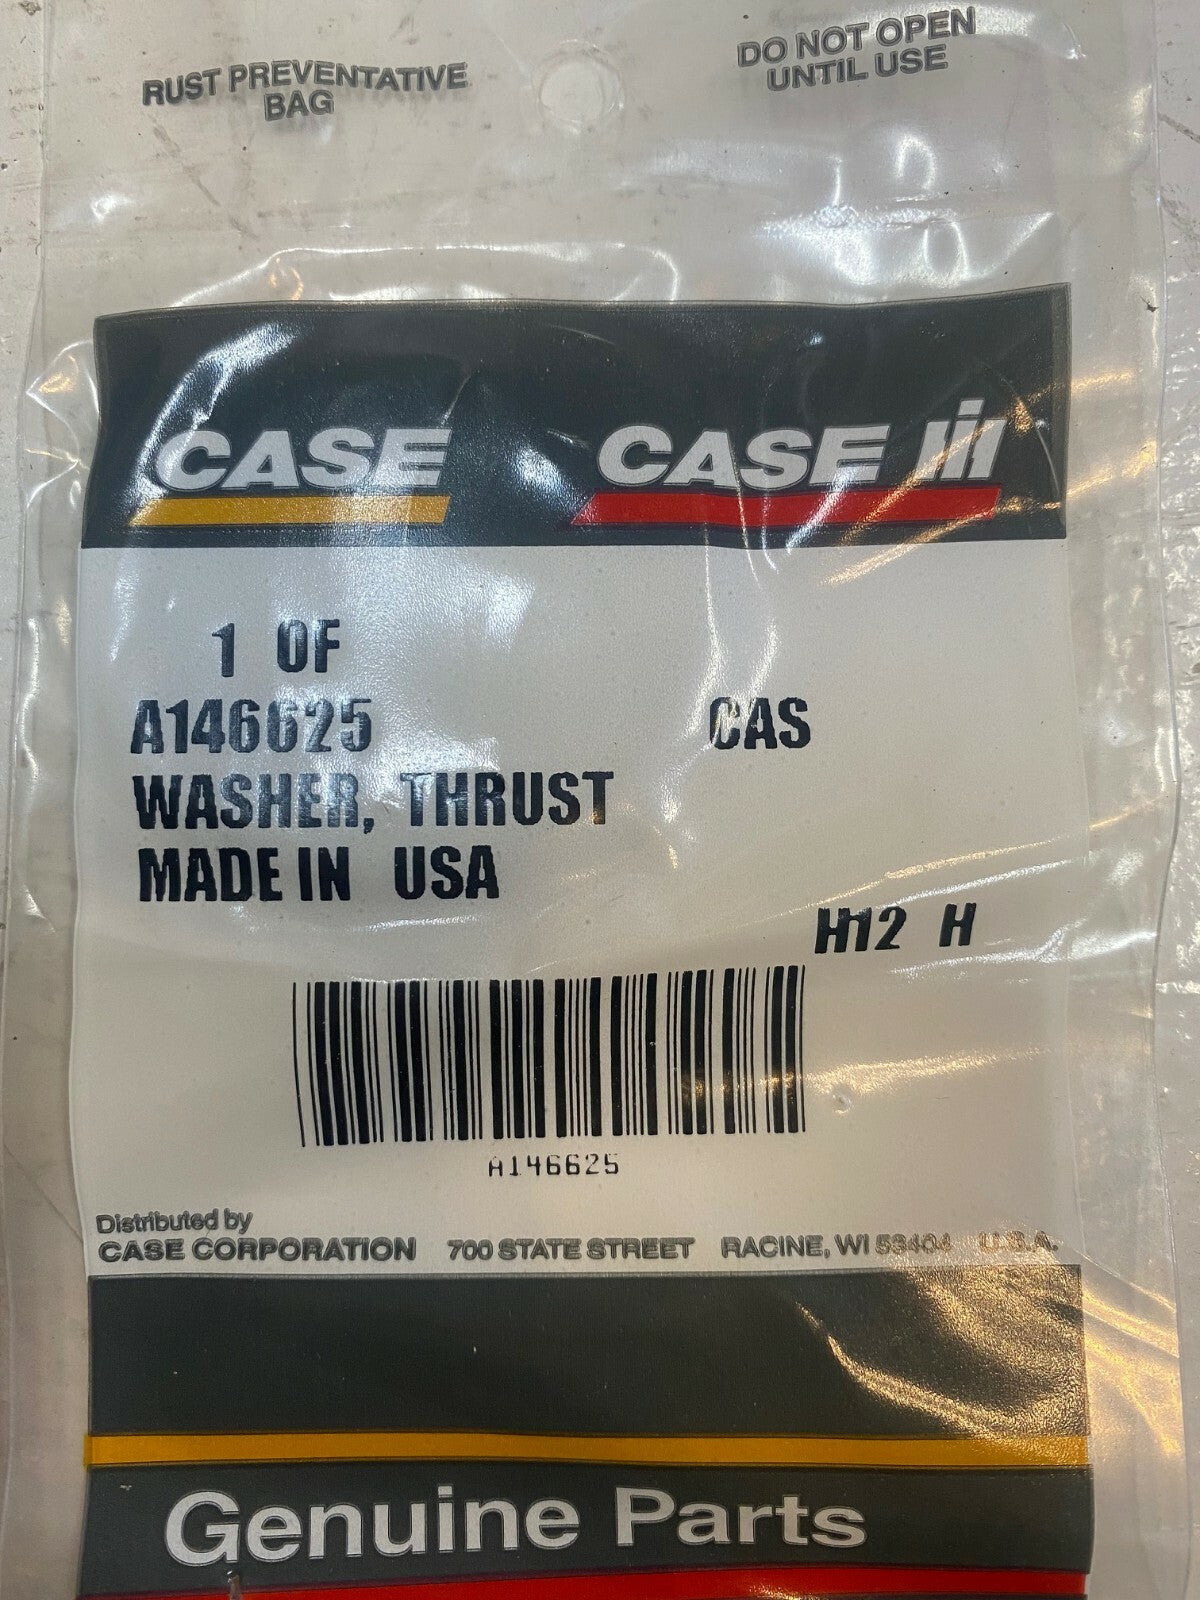 RUST PREVENTATIVE
BAG
DO NOT OPEN
UNTIL USE
CASE
CASE IH
1 OF
A146625 CAS
WASHER, THRUST
MADE IN USA
H12 H
A146625
Distributed by
CASE CORPORATION 700 STATE STREET RACINE, WI 53404 U.S.A.
Genuine Parts